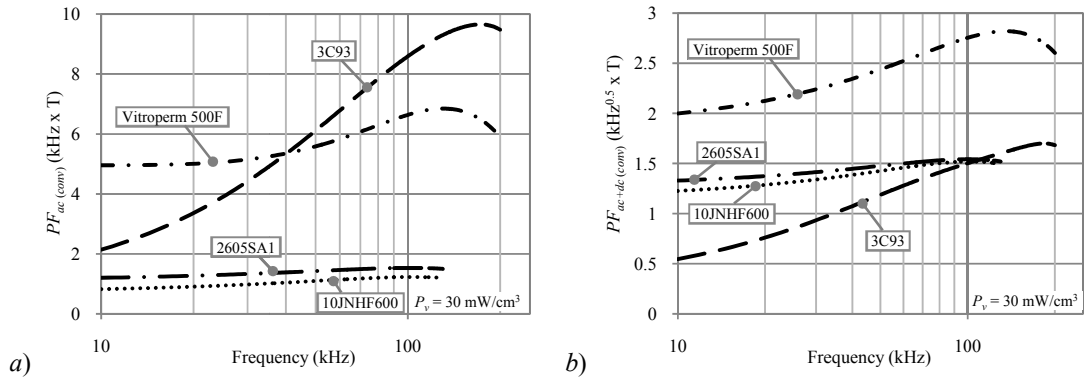 10
8
6
4
2
0
PF_ac (conv) (kHz x T)
3C93
Vitroperm 500F
2605SA1
10JNHF600
P_v = 30 mW/cm³
10
100
Frequency (kHz)
a)
3
2.5
2
1.5
1
0.5
0
PF_ac+dc (conv) (kHz^0.5 x T)
Vitroperm 500F
2605SA1
10JNHF600
3C93
P_v = 30 mW/cm³
10
100
Frequency (kHz)
b)